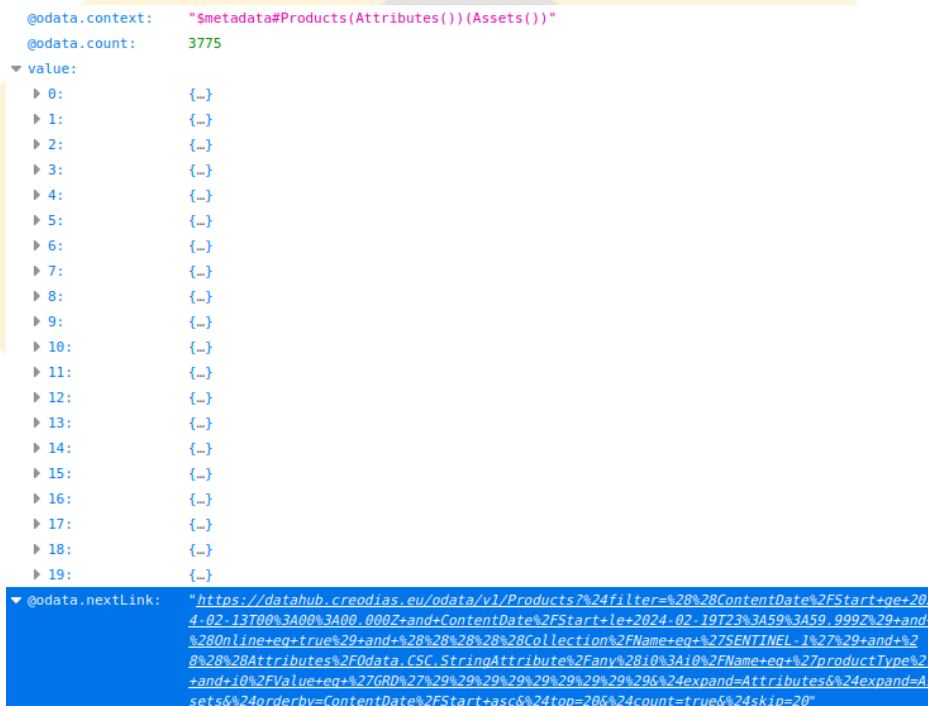 @odata.context: "$metadata#Products(Attributes())(Assets())"
@odata.count: 3775
value:
0: {…}
1: {…}
2: {…}
3: {…}
4: {…}
5: {…}
6: {…}
7: {…}
8: {…}
9: {…}
10: {…}
11: {…}
12: {…}
13: {…}
14: {…}
15: {…}
16: {…}
17: {…}
18: {…}
19: {…}
@odata.nextLink: "https://datahub.creodias.eu/odata/v1/Products?%24filter=%28%28ContentDate%2FStart+ge+20
4-02-13T00%3A00%3A00.000Z+and+ContentDate%2FStart+le+2024-02-19T23%3A59%3A59.999Z%29+and
%28Online+eq+true%29+and+%28%28%28%28%28Collection%2FName+eq+%27SENTINEL-1%27%29+and+%2
8%28%28Attributes%2FOdata.CSC.StringAttribute%2Fany%28i0%3Ai0%2FName+eq+%27productType%2
+and+i0%2FValue+eq+%27GRD%27%29%29%29%29%29%29%29%29&%24expand=Attributes&%24expand=A
sets&%24orderby=ContentDate%2FStart+asc&%24top=20&%24count=true&%24skip=20"